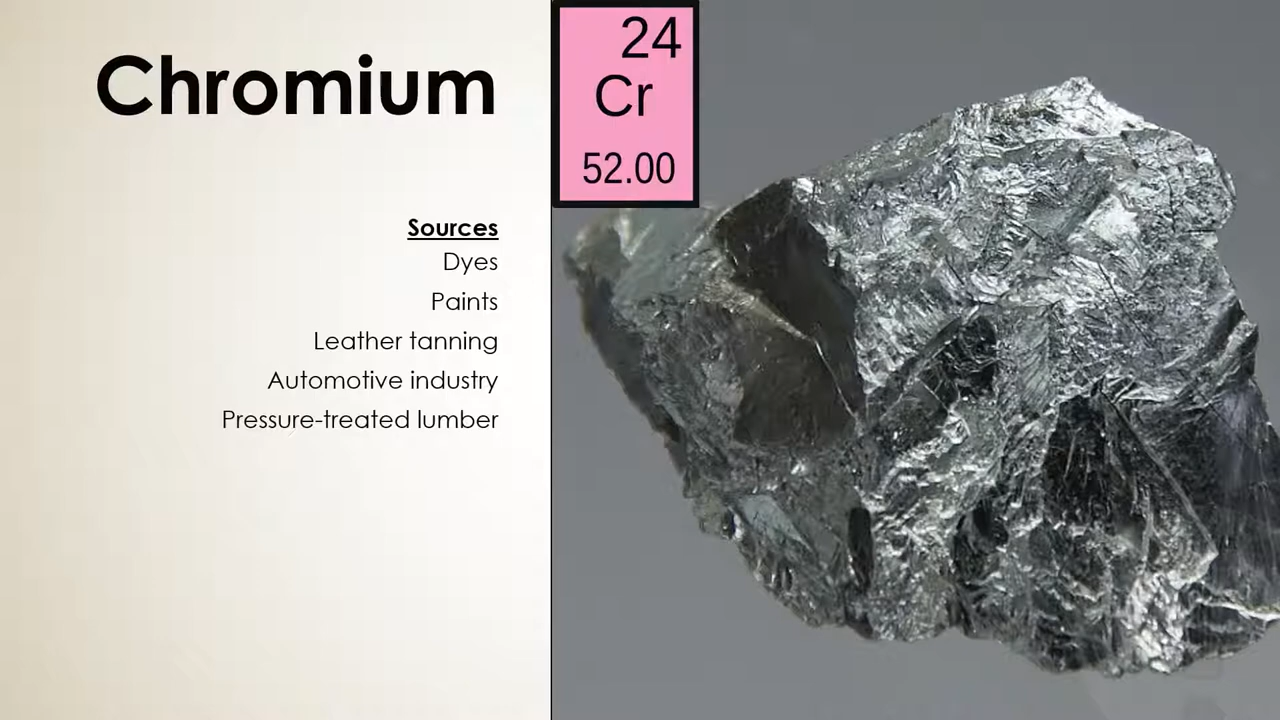 Chromium
Sources
Dyes
Paints
Leather tanning
Automotive industry
Pressure-treated lumber
24
Cr
52.00